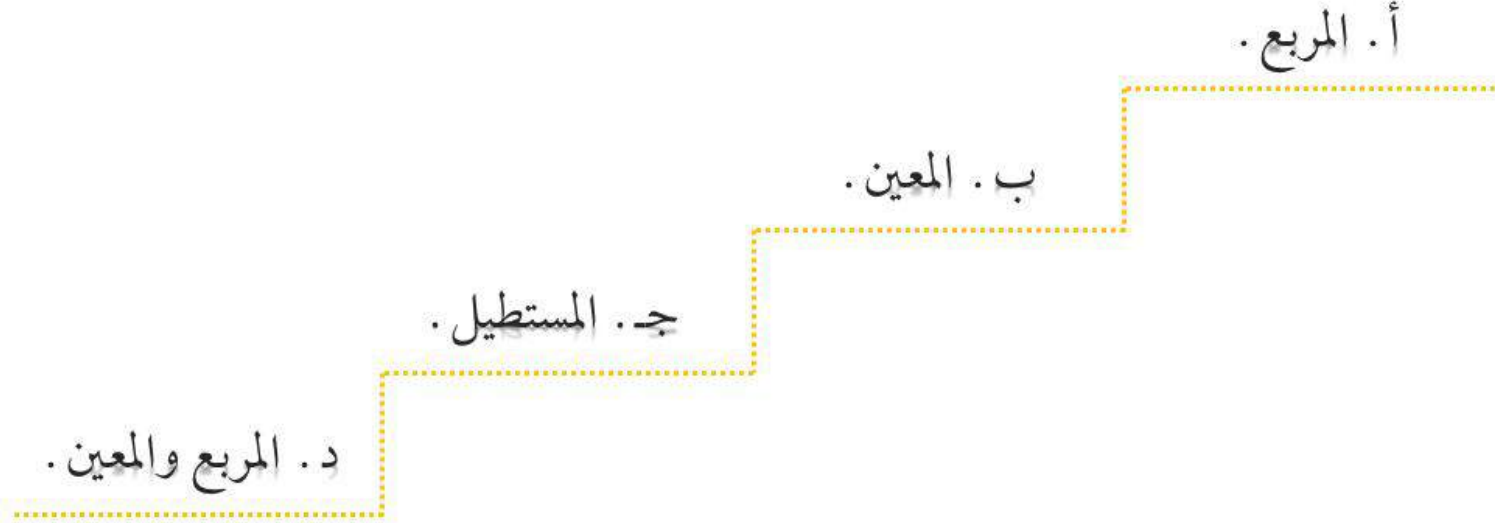 أ . المربع .
ب . المعين .
جـ . المستطيل .
د . المربع والمعين .